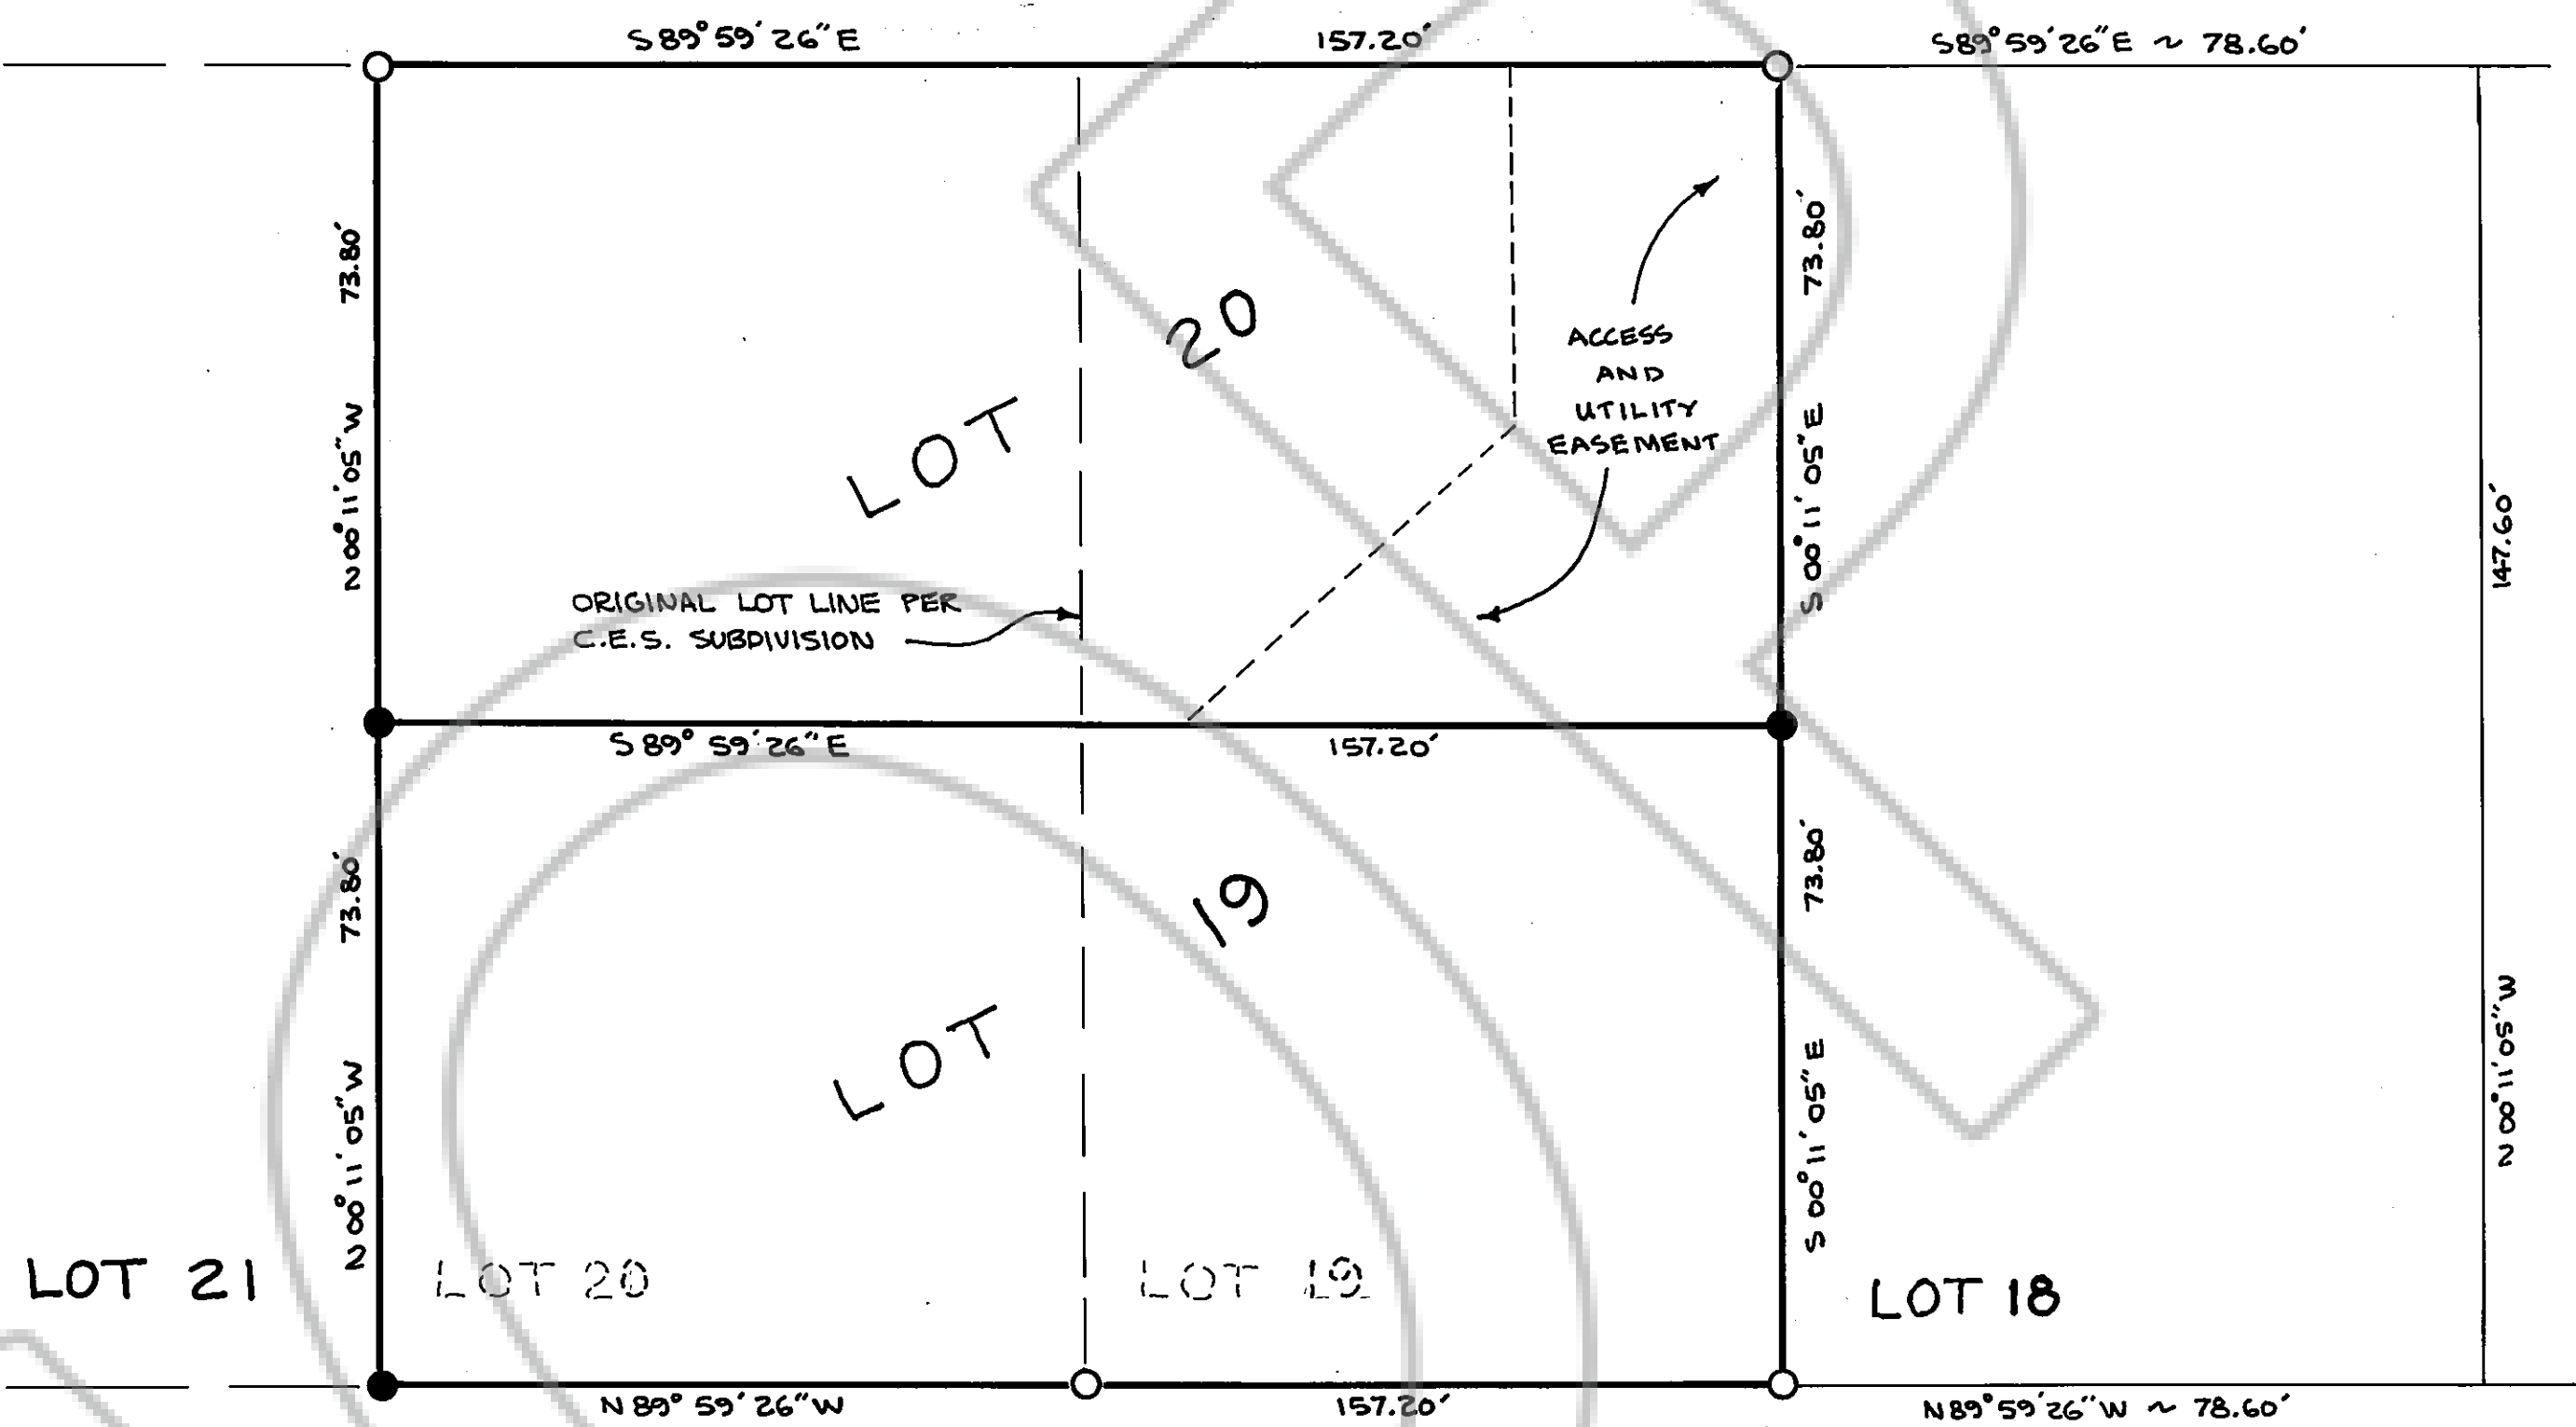 S89°59'26"E 157.20' S89°59'26"E ~ 78.60'
73.80' 73.80'
LOT 20
ACCESS
AND
UTILITY
EASEMENT
N00°11'05"W S00°11'05"E 147.60'
ORIGINAL LOT LINE PER
C.E.S. SUBDIVISION
S89°59'26"E 157.20'
73.80' 73.80'
LOT 19
N00°11'05"W S00°11'05"E N00°11'05"W
LOT 21 LOT 20 LOT 19 LOT 18
N89°59'26"W 157.20' N89°59'26"W ~ 78.60'